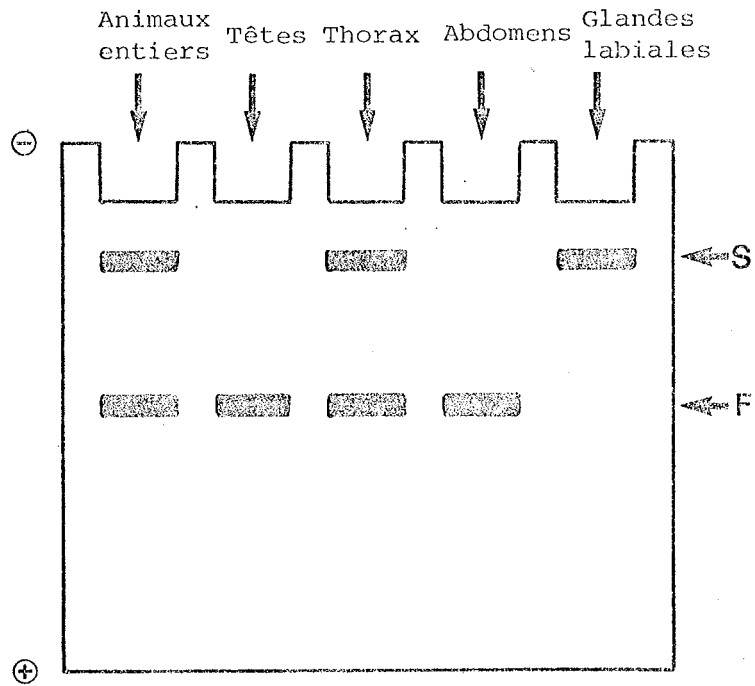 Animaux entiers
Têtes
Thorax
Abdomens
Glandes labiales
−
S
F
+